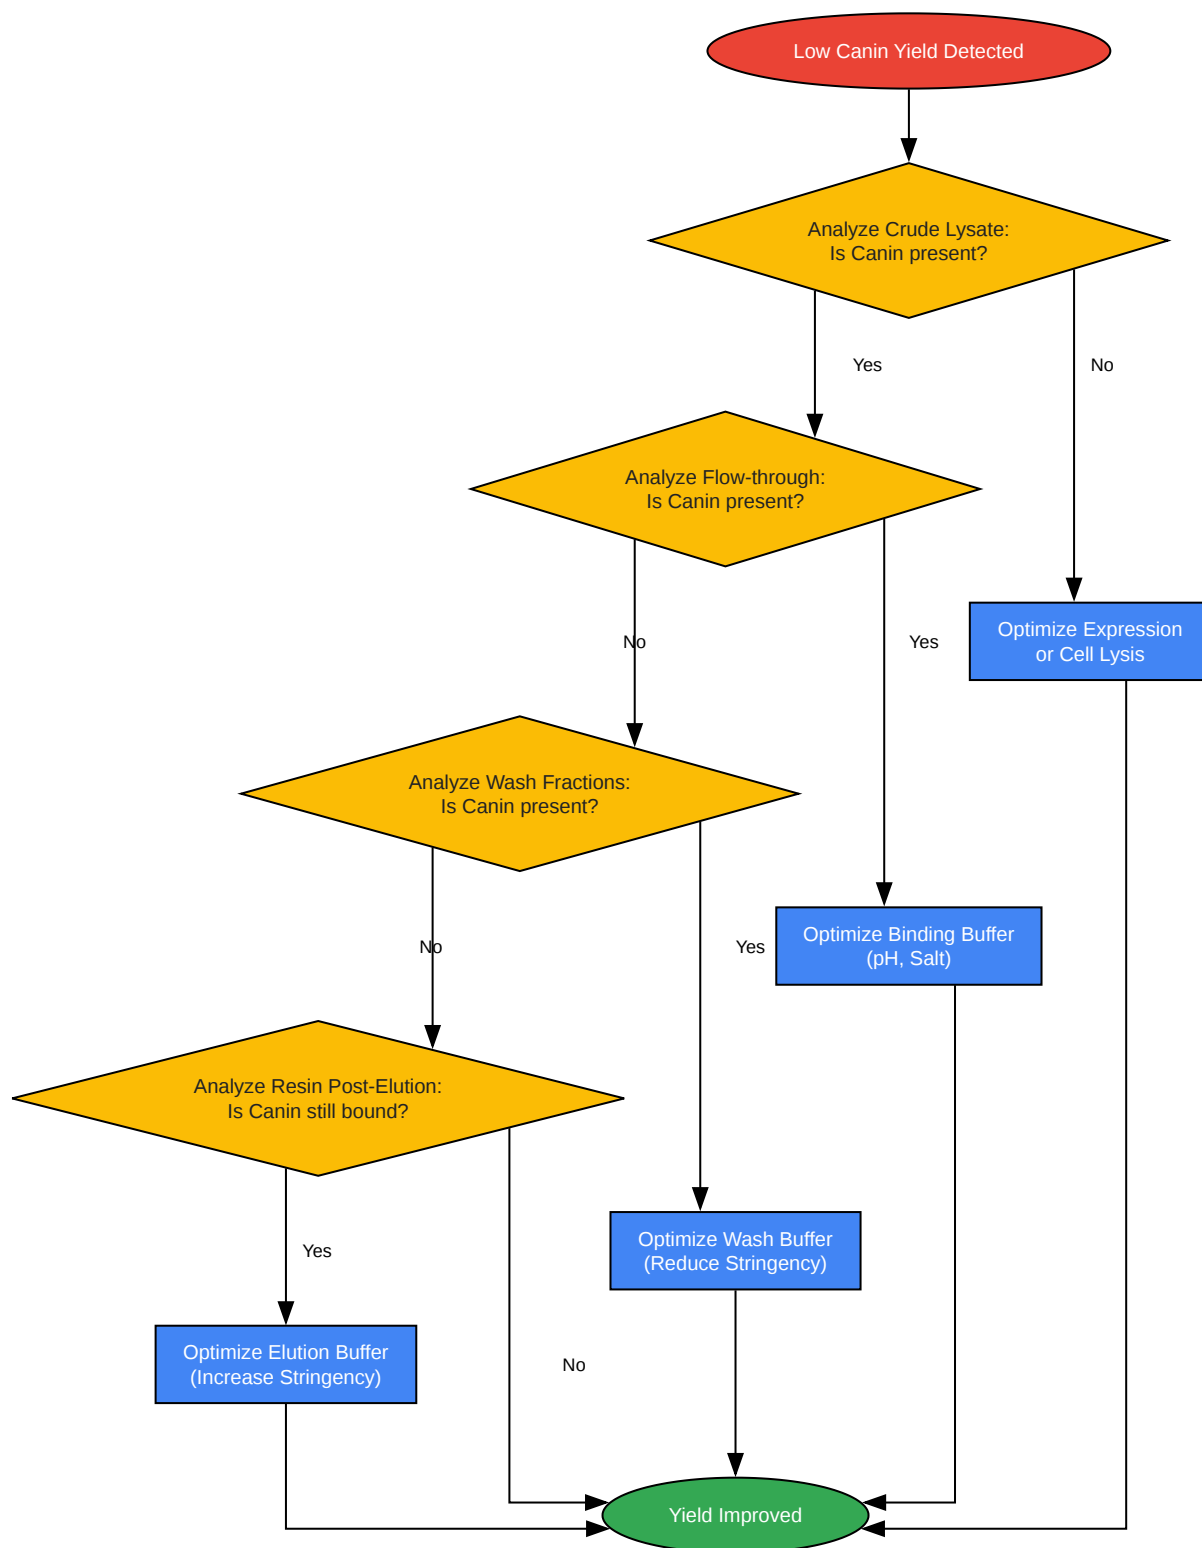 Low Canin Yield Detected
Analyze Crude Lysate:
Is Canin present?
Yes
No
Analyze Flow-through:
Is Canin present?
No
Yes
Optimize Expression
or Cell Lysis
Analyze Wash Fractions:
Is Canin present?
No
Yes
Optimize Binding Buffer
(pH, Salt)
Analyze Resin Post-Elution:
Is Canin still bound?
Yes
No
Optimize Wash Buffer
(Reduce Stringency)
Optimize Elution Buffer
(Increase Stringency)
Yield Improved